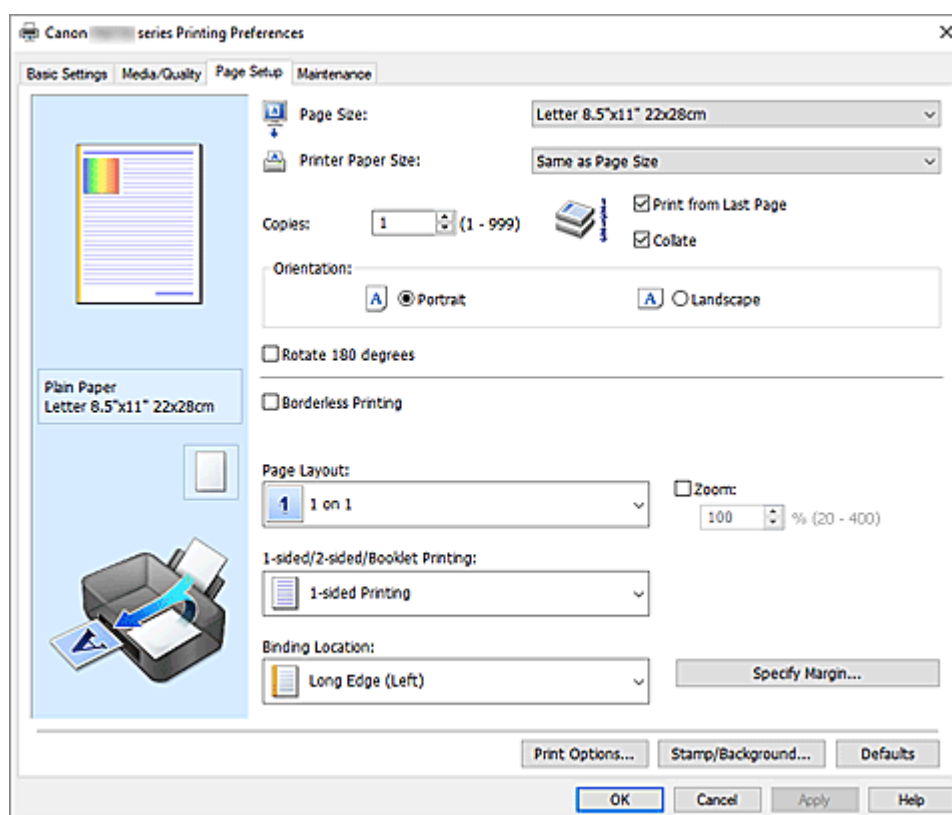 Canon series Printing Preferences
Basic Settings Media/Quality Page Setup Maintenance
Page Size: Letter 8.5"x11" 22x28cm
Printer Paper Size: Same as Page Size
Copies: 1 (1 - 999) Print from Last Page
Collate
Orientation:
A Portrait A Landscape
Rotate 180 degrees
Plain Paper
Letter 8.5"x11" 22x28cm
Borderless Printing
Page Layout:
1 1 on 1
Zoom:
100 % (20 - 400)
1-sided/2-sided/Booklet Printing:
1-sided Printing
Binding Location:
Long Edge (Left) Specify Margin...
A
Print Options... Stamp/Background... Defaults
OK Cancel Apply Help